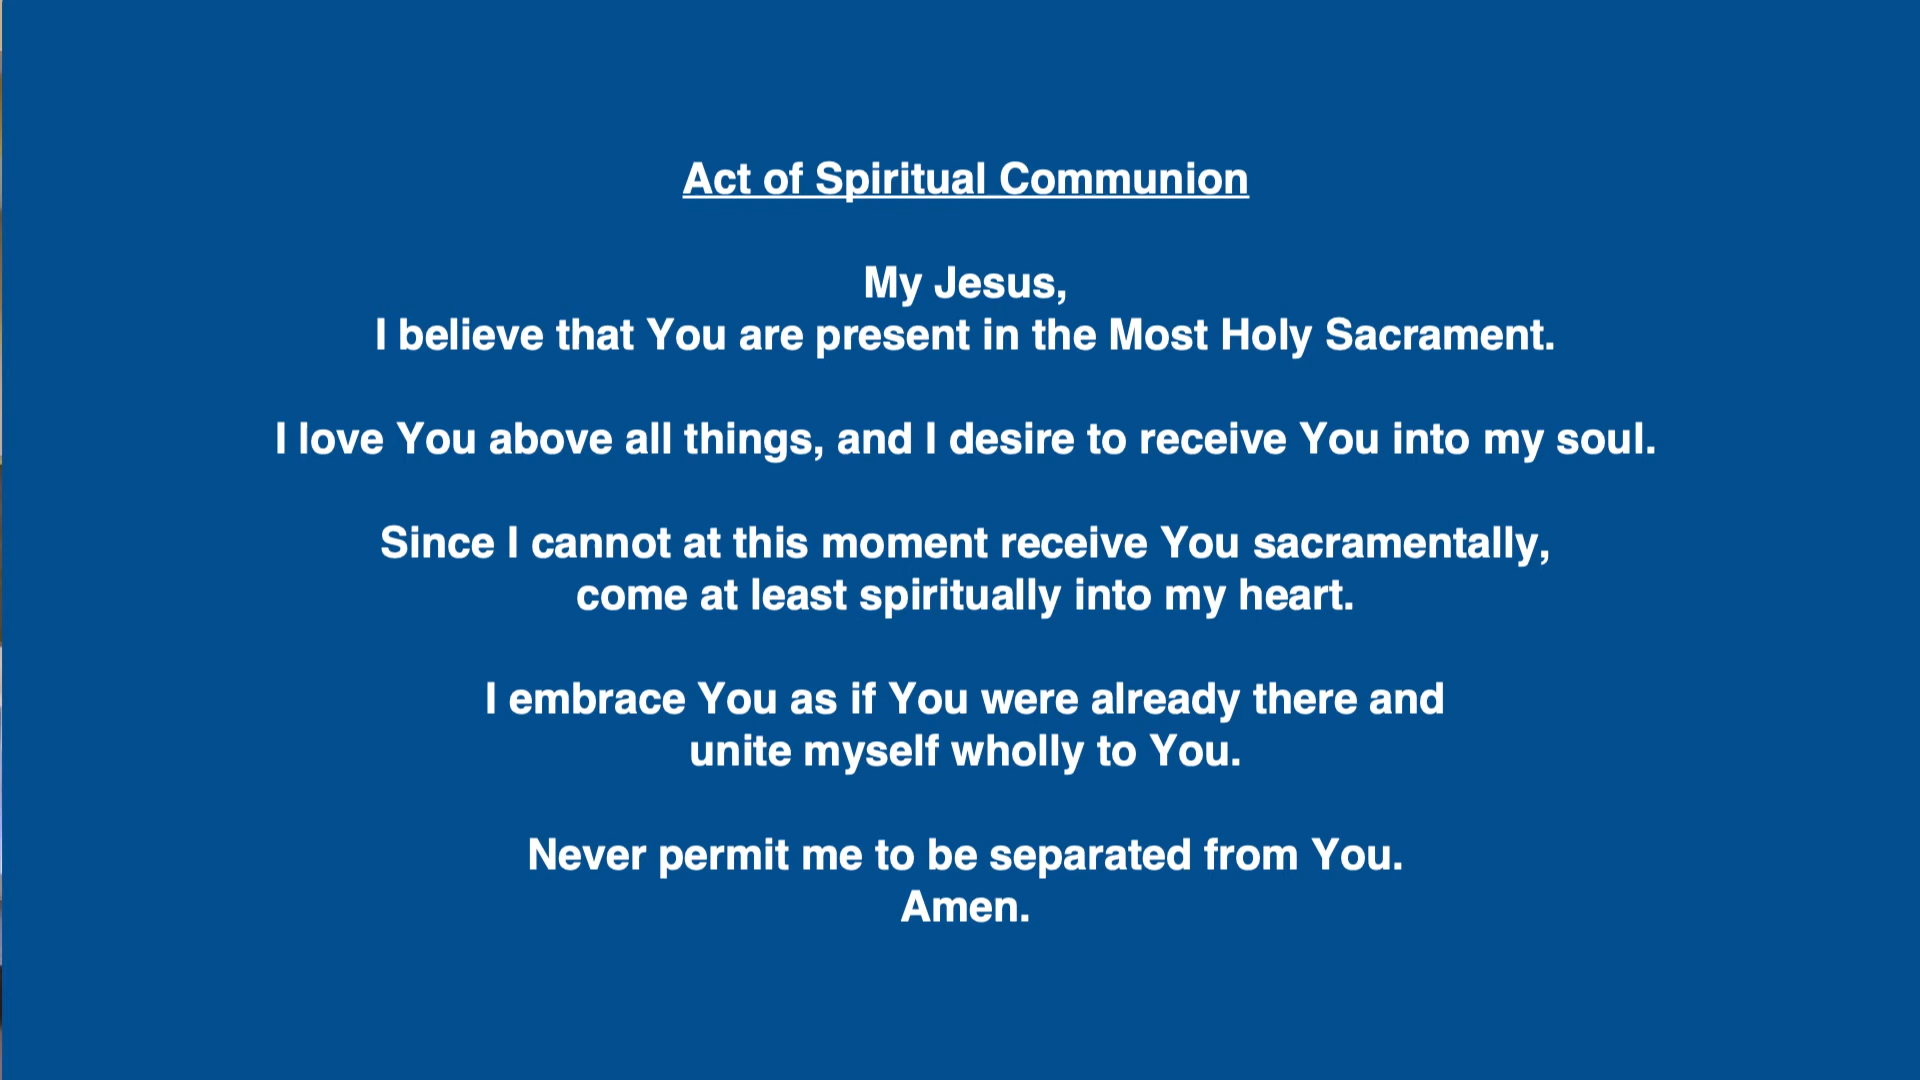 Act of Spiritual Communion
My Jesus,
I believe that You are present in the Most Holy Sacrament.
I love You above all things, and I desire to receive You into my soul.
Since I cannot at this moment receive You sacramentally,
come at least spiritually into my heart.
I embrace You as if You were already there and
unite myself wholly to You.
Never permit me to be separated from You.
Amen.